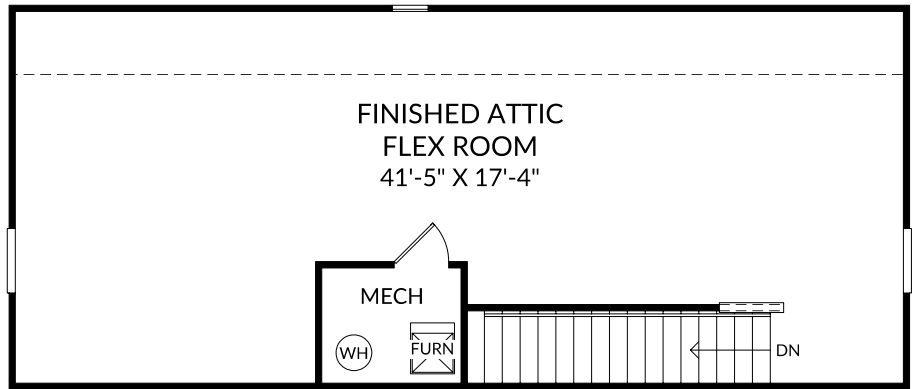 FINISHED ATTIC
FLEX ROOM
41'-5" X 17'-4"
MECH
WH
FURN
DN